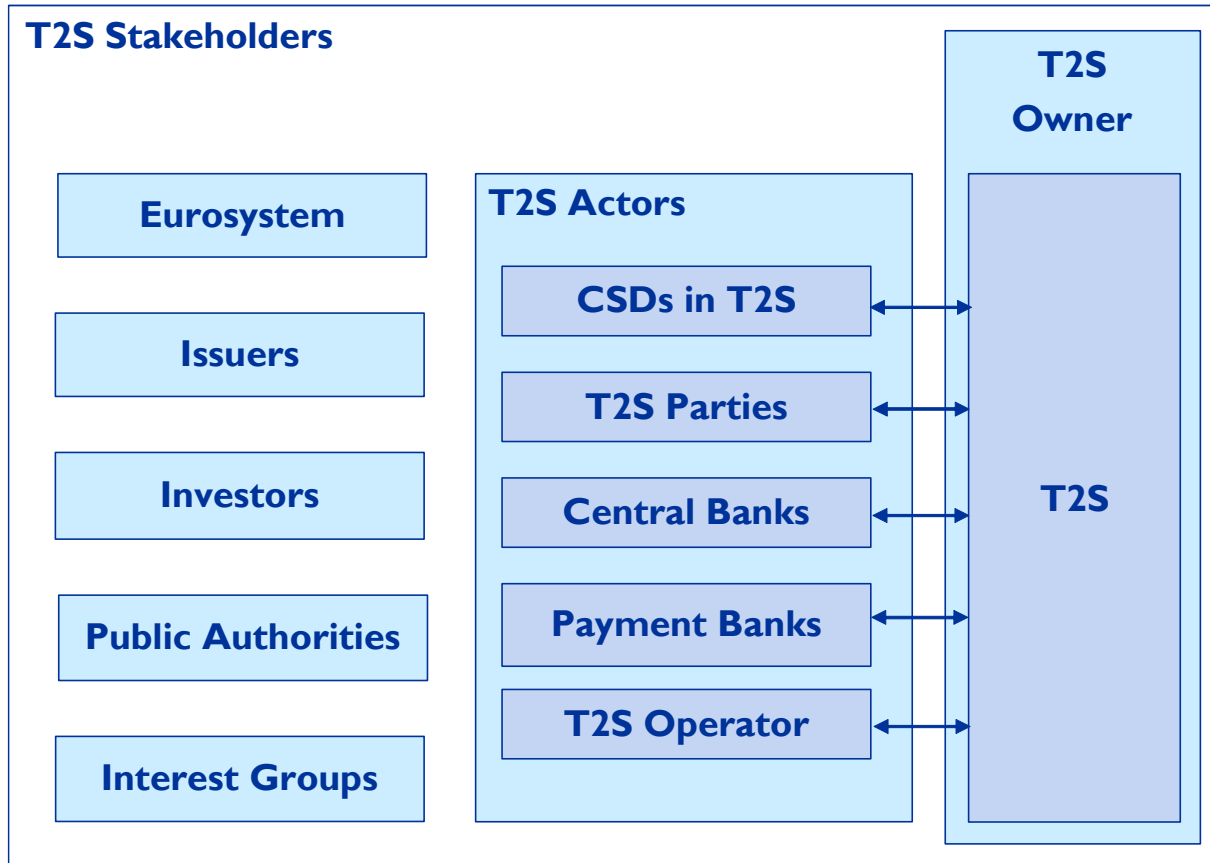 T2S Stakeholders
T2S
Owner
Eurosystem
Issuers
Investors
Public Authorities
Interest Groups
T2S Actors
CSDs in T2S
T2S Parties
Central Banks
Payment Banks
T2S Operator
T2S